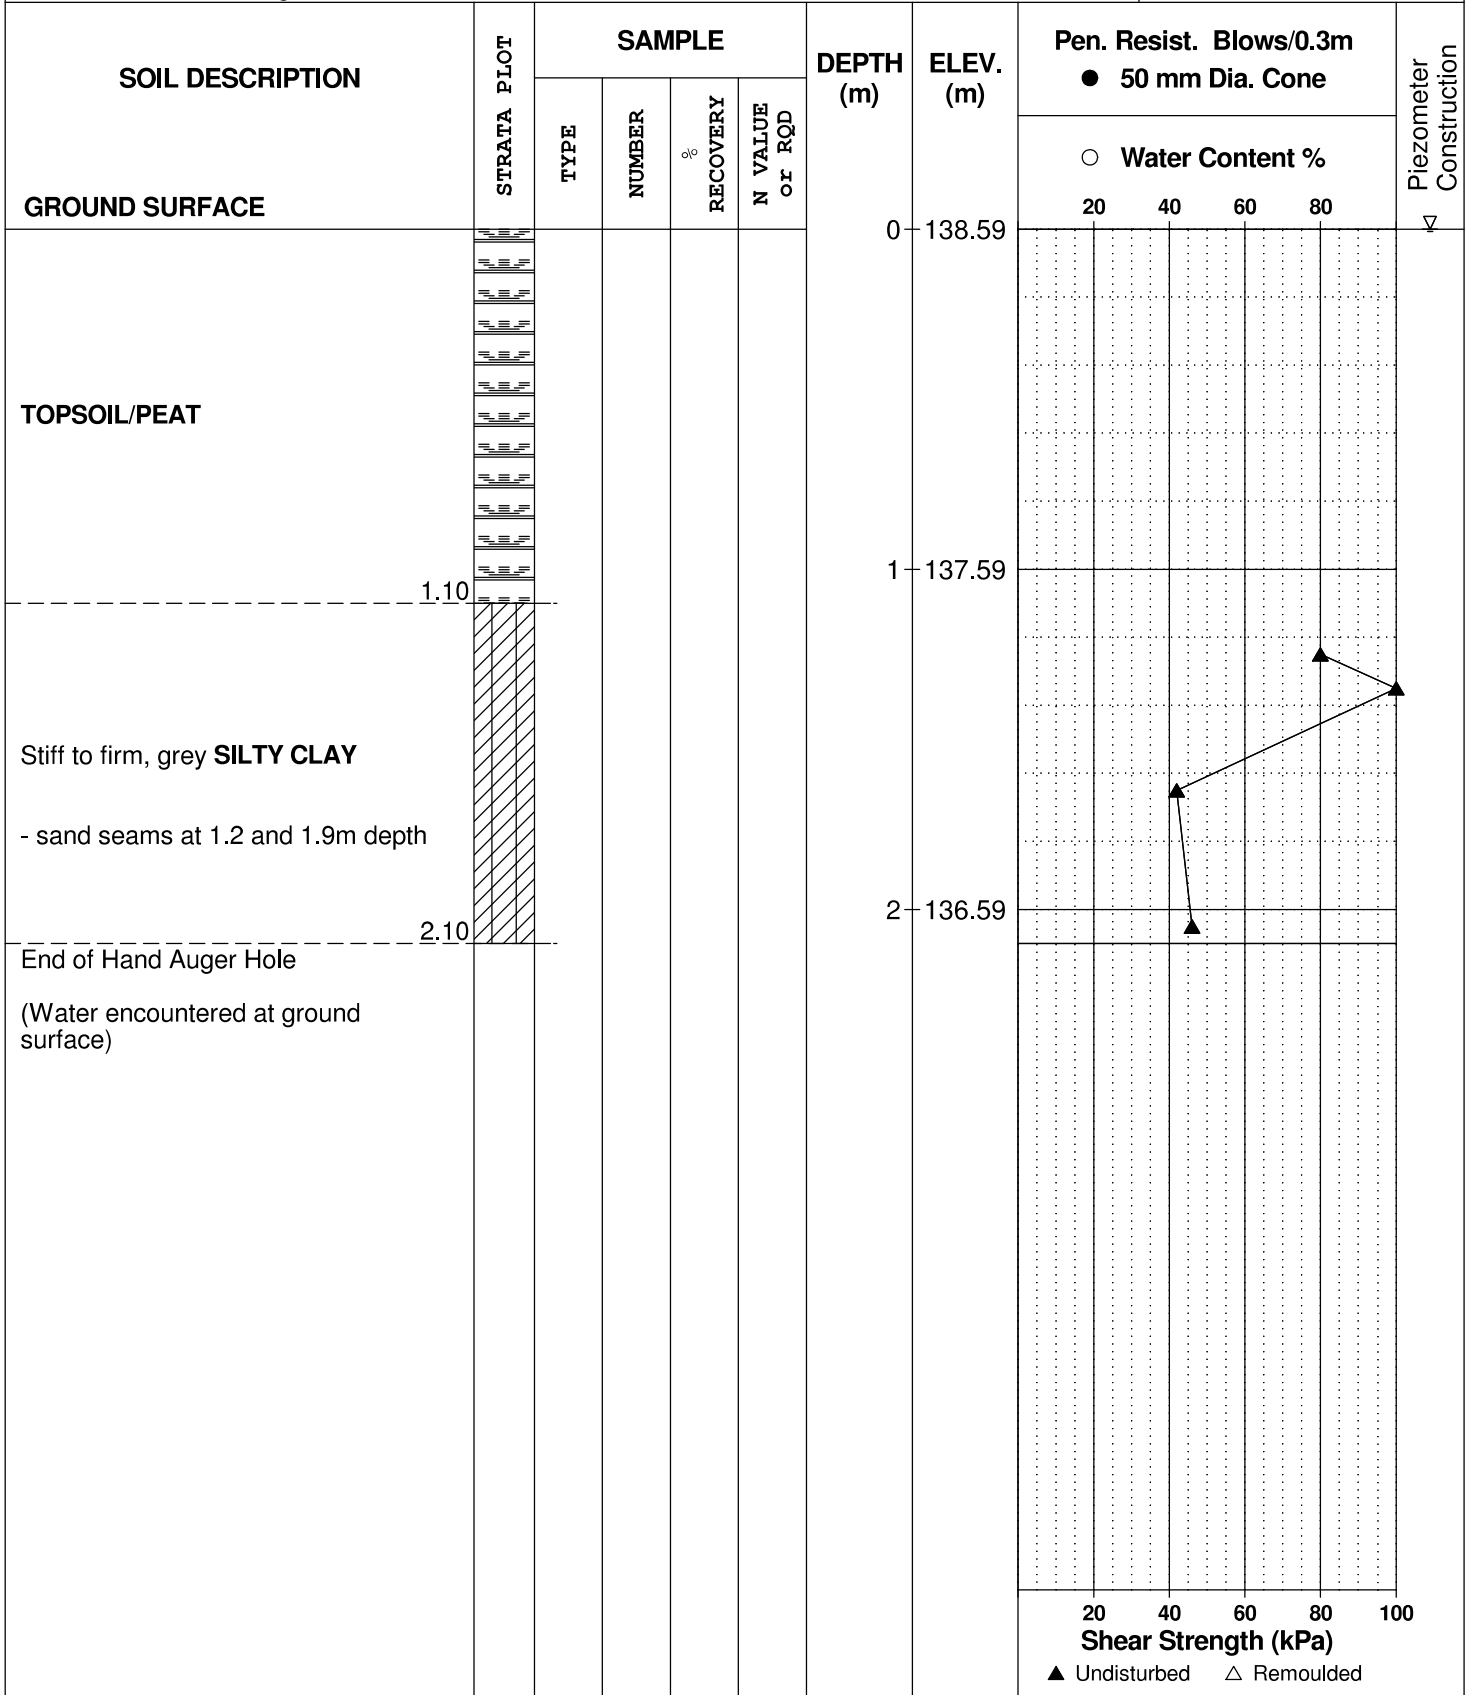 SOIL DESCRIPTION
GROUND SURFACE
STRATA PLOT
SAMPLE
TYPE
NUMBER
%
RECOVERY
N VALUE
or RQD
DEPTH
(m)
ELEV.
(m)
Pen. Resist. Blows/0.3m
● 50 mm Dia. Cone
○ Water Content %
20 40 60 80
Piezometer
Construction
0 138.59
TOPSOIL/PEAT
1 137.59
1.10
Stiff to firm, grey SILTY CLAY
- sand seams at 1.2 and 1.9m depth
2 136.59
2.10
End of Hand Auger Hole
(Water encountered at ground
surface)
20 40 60 80 100
Shear Strength (kPa)
▲ Undisturbed △ Remoulded